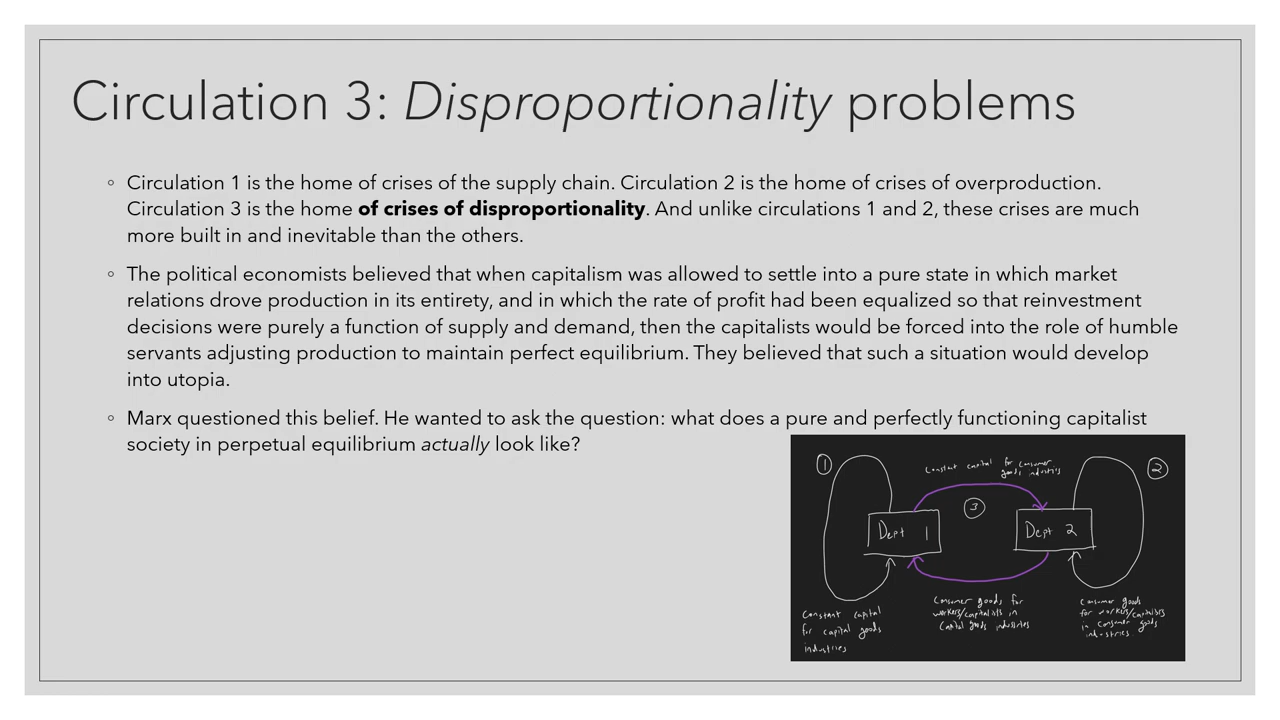 Circulation 3: Disproportionality problems
◦ Circulation 1 is the home of crises of the supply chain. Circulation 2 is the home of crises of overproduction.
Circulation 3 is the home of crises of disproportionality. And unlike circulations 1 and 2, these crises are much
more built in and inevitable than the others.
◦ The political economists believed that when capitalism was allowed to settle into a pure state in which market
relations drove production in its entirety, and in which the rate of profit had been equalized so that reinvestment
decisions were purely a function of supply and demand, then the capitalists would be forced into the role of humble
servants adjusting production to maintain perfect equilibrium. They believed that such a situation would develop
into utopia.
◦ Marx questioned this belief. He wanted to ask the question: what does a pure and perfectly functioning capitalist
society in perpetual equilibrium actually look like?
1
Constant capital for consumer
goods industries
2
3
Dept 1
Dept 2
Constant capital
for capital goods
industries
Consumer goods for
workers/capitalists in
Capital goods industries
Consumer goods
for workers/capitalists
in consumer goods
industries